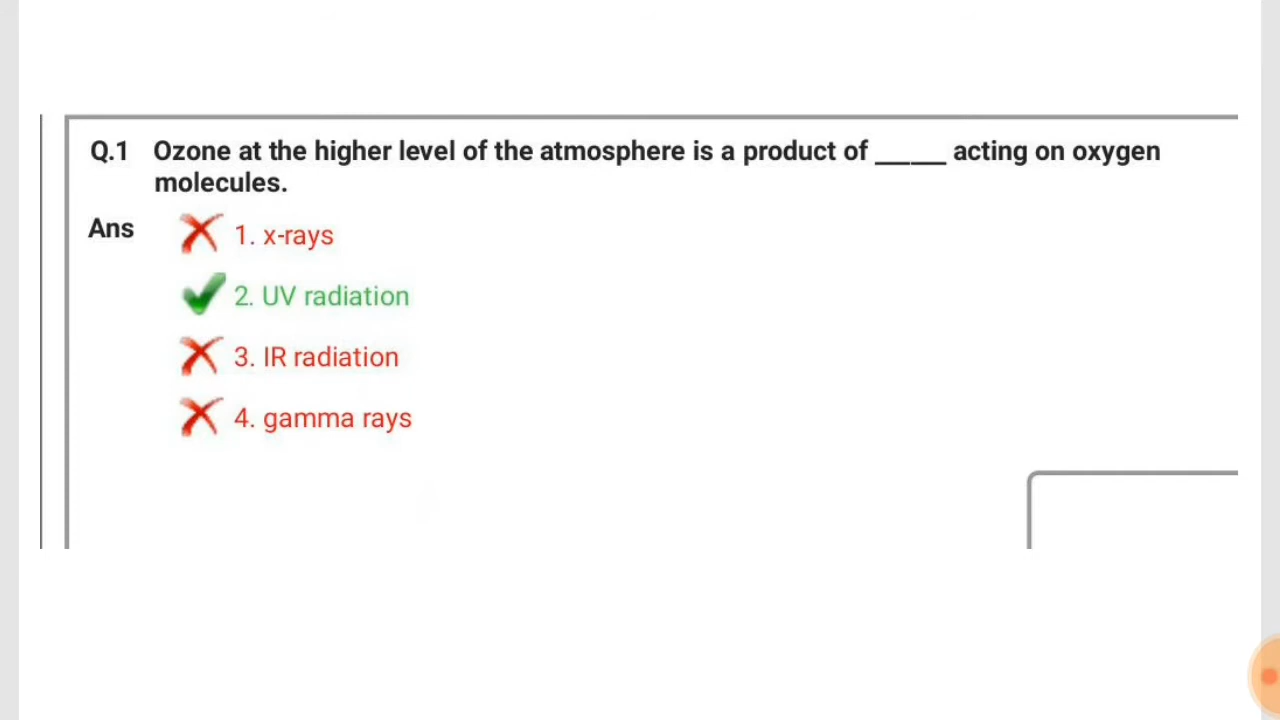 Q.1 Ozone at the higher level of the atmosphere is a product of _____ acting on oxygen
molecules.
Ans
1. x-rays
2. UV radiation
3. IR radiation
4. gamma rays